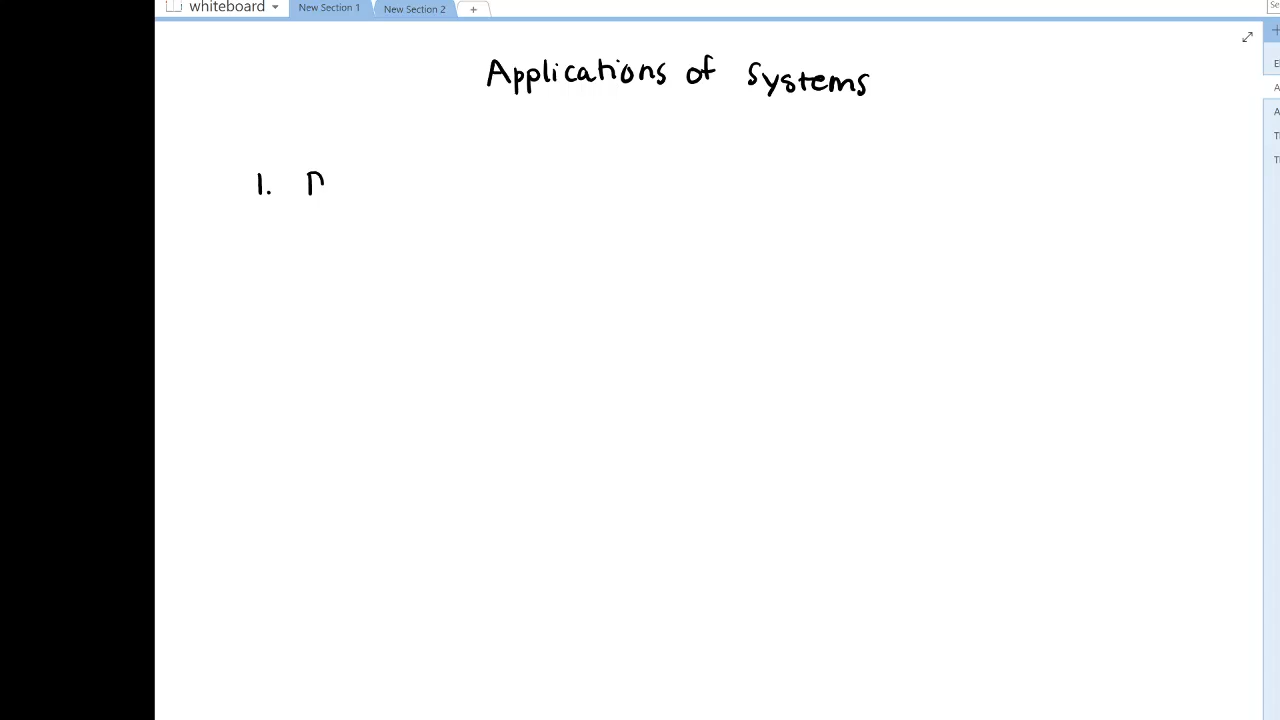 whiteboard New Section 1 New Section 2 +
Applications of Systems
1.